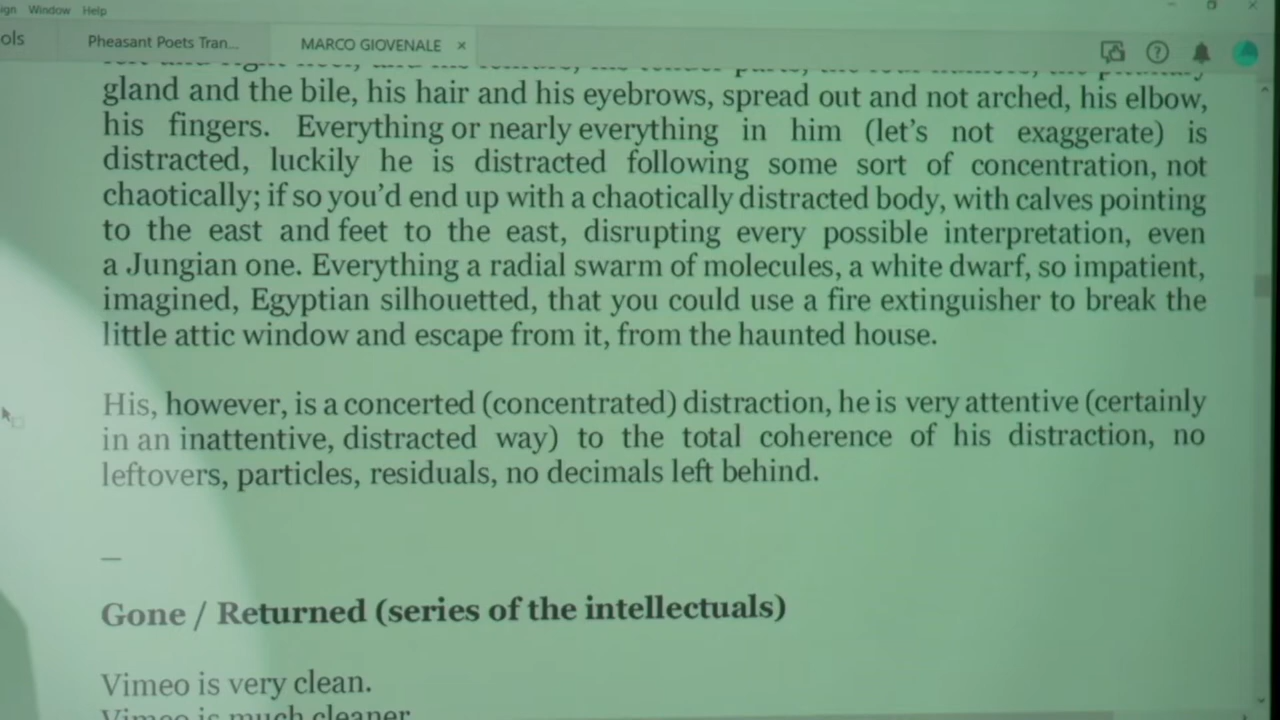 ign Window Help
ols Pheasant Poets Tran... MARCO GIOVENALE ×
gland and the bile, his hair and his eyebrows, spread out and not arched, his elbow,
his fingers. Everything or nearly everything in him (let's not exaggerate) is
distracted, luckily he is distracted following some sort of concentration, not
chaotically; if so you'd end up with a chaotically distracted body, with calves pointing
to the east and feet to the east, disrupting every possible interpretation, even
a Jungian one. Everything a radial swarm of molecules, a white dwarf, so impatient,
imagined, Egyptian silhouetted, that you could use a fire extinguisher to break the
little attic window and escape from it, from the haunted house.
His, however, is a concerted (concentrated) distraction, he is very attentive (certainly
in an inattentive, distracted way) to the total coherence of his distraction, no
leftovers, particles, residuals, no decimals left behind.
—
Gone / Returned (series of the intellectuals)
Vimeo is very clean.
Vimeo is much cleaner